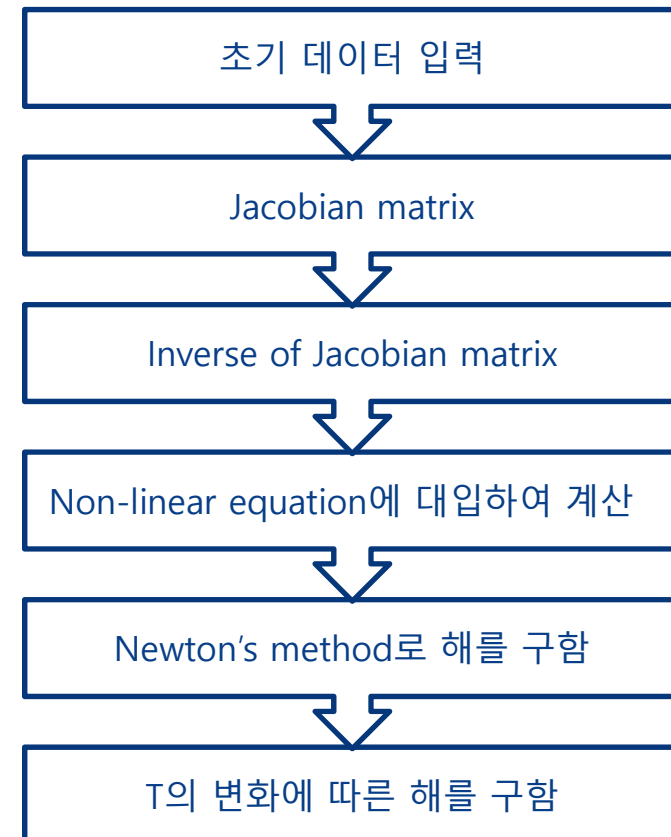 초기 데이터 입력
Jacobian matrix
Inverse of Jacobian matrix
Non-linear equation에 대입하여 계산
Newton’s method로 해를 구함
T의 변화에 따른 해를 구함